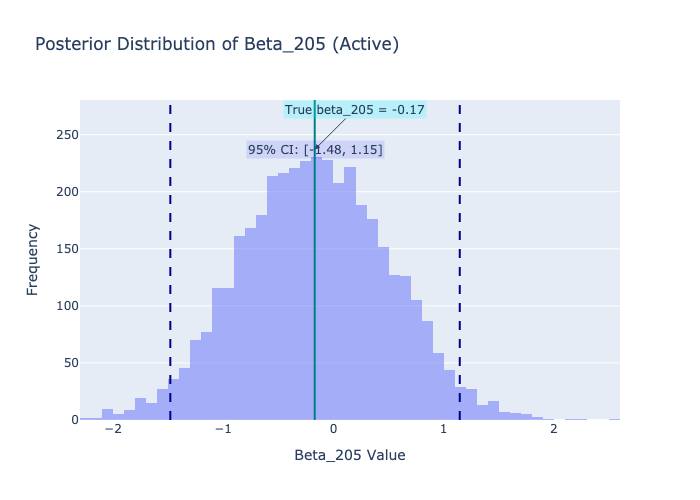 Posterior Distribution of Beta_205 (Active)
True beta_205 = -0.17
95% CI: [-1.48, 1.15]
250
200
150
100
50
0
Frequency
−2
−1
0
1
2
Beta_205 Value